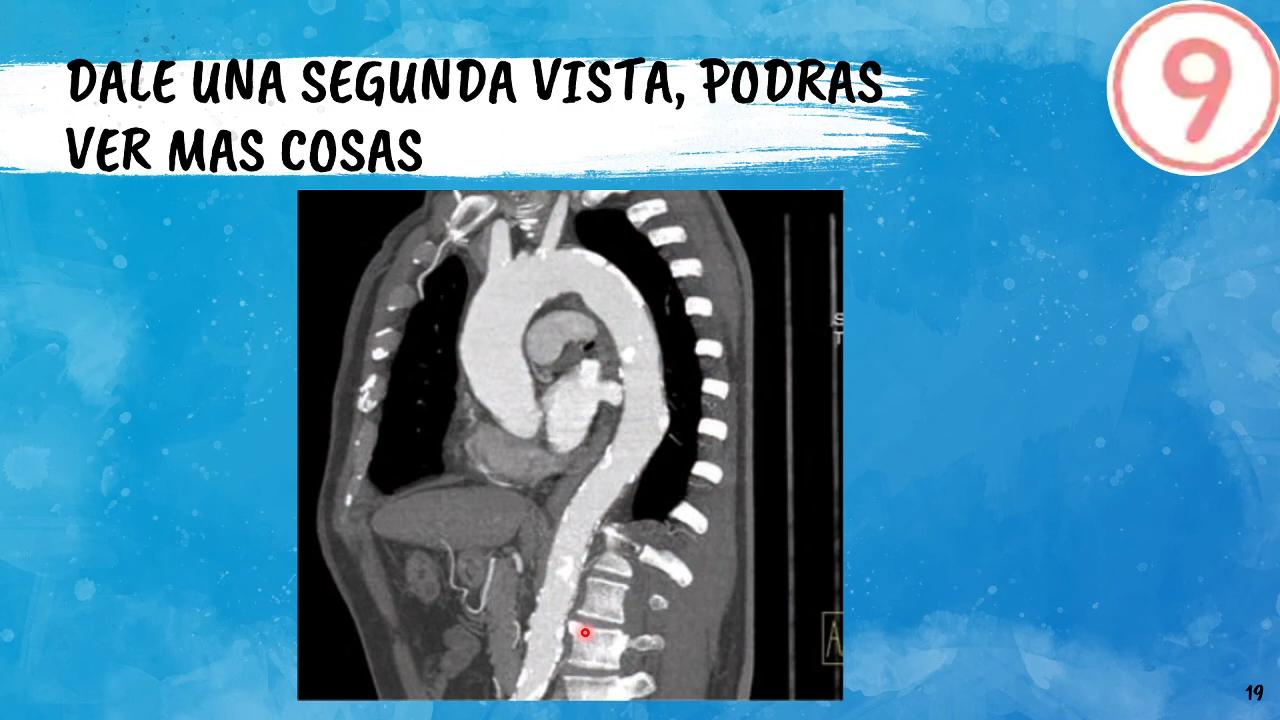 DALE UNA SEGUNDA VISTA, PODRAS
VER MAS COSAS
9
S
T
A
19